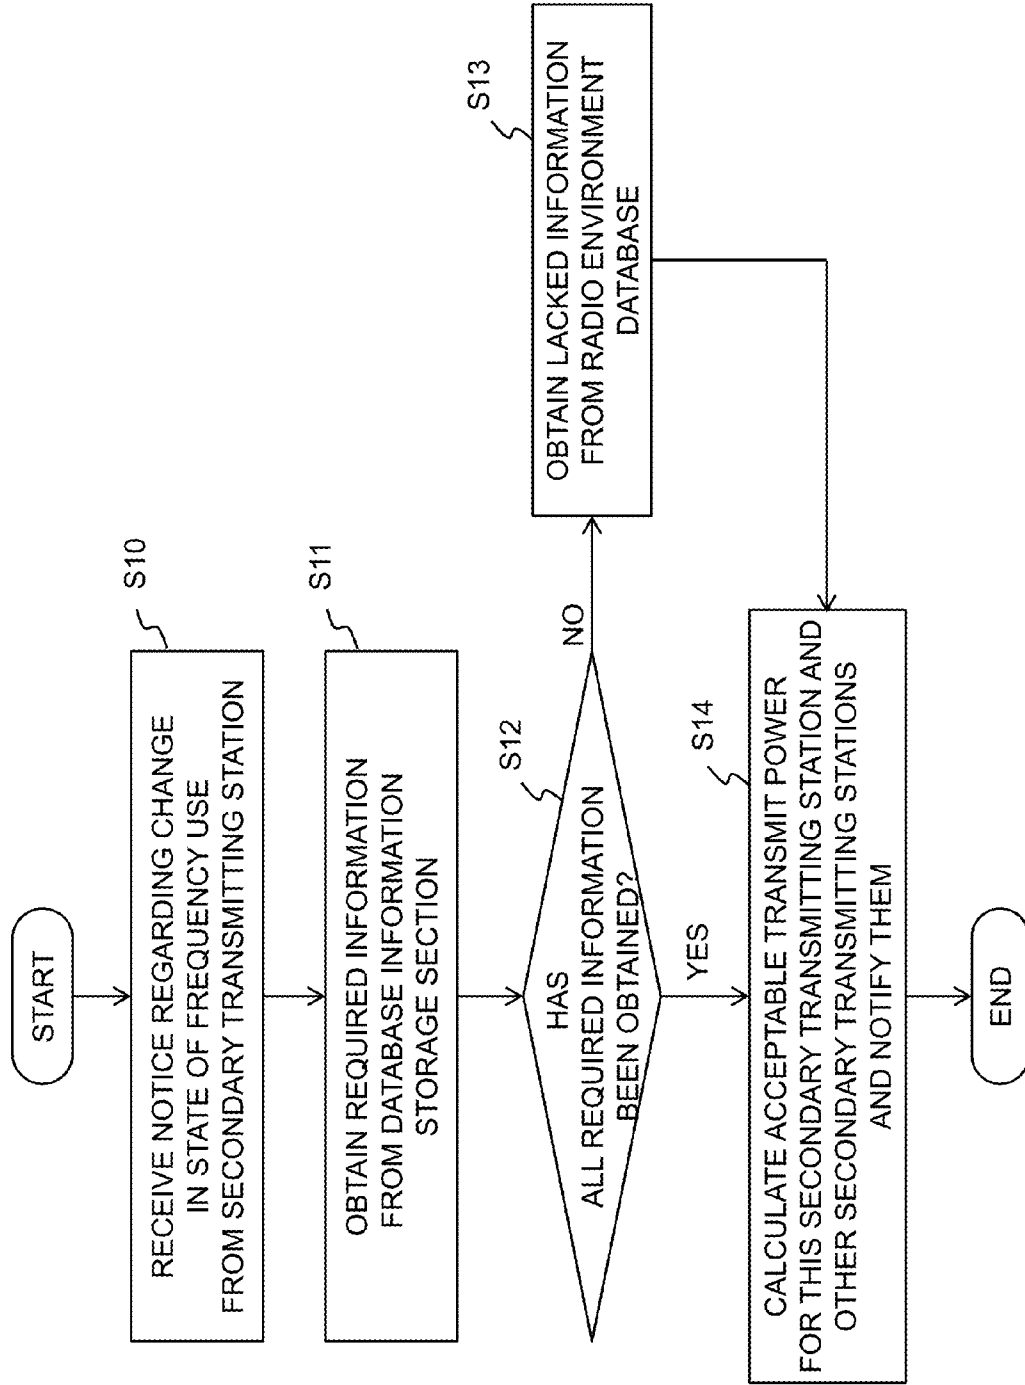 START
S10
RECEIVE NOTICE REGARDING CHANGE
IN STATE OF FREQUENCY USE
FROM SECONDARY TRANSMITTING STATION
S11
OBTAIN REQUIRED INFORMATION
FROM DATABASE INFORMATION
STORAGE SECTION
S12
HAS
ALL REQUIRED INFORMATION
BEEN OBTAINED?
NO
S13
OBTAIN LACKED INFORMATION
FROM RADIO ENVIRONMENT
DATABASE
YES
S14
CALCULATE ACCEPTABLE TRANSMIT POWER
FOR THIS SECONDARY TRANSMITTING STATION AND
OTHER SECONDARY TRANSMITTING STATIONS
AND NOTIFY THEM
END